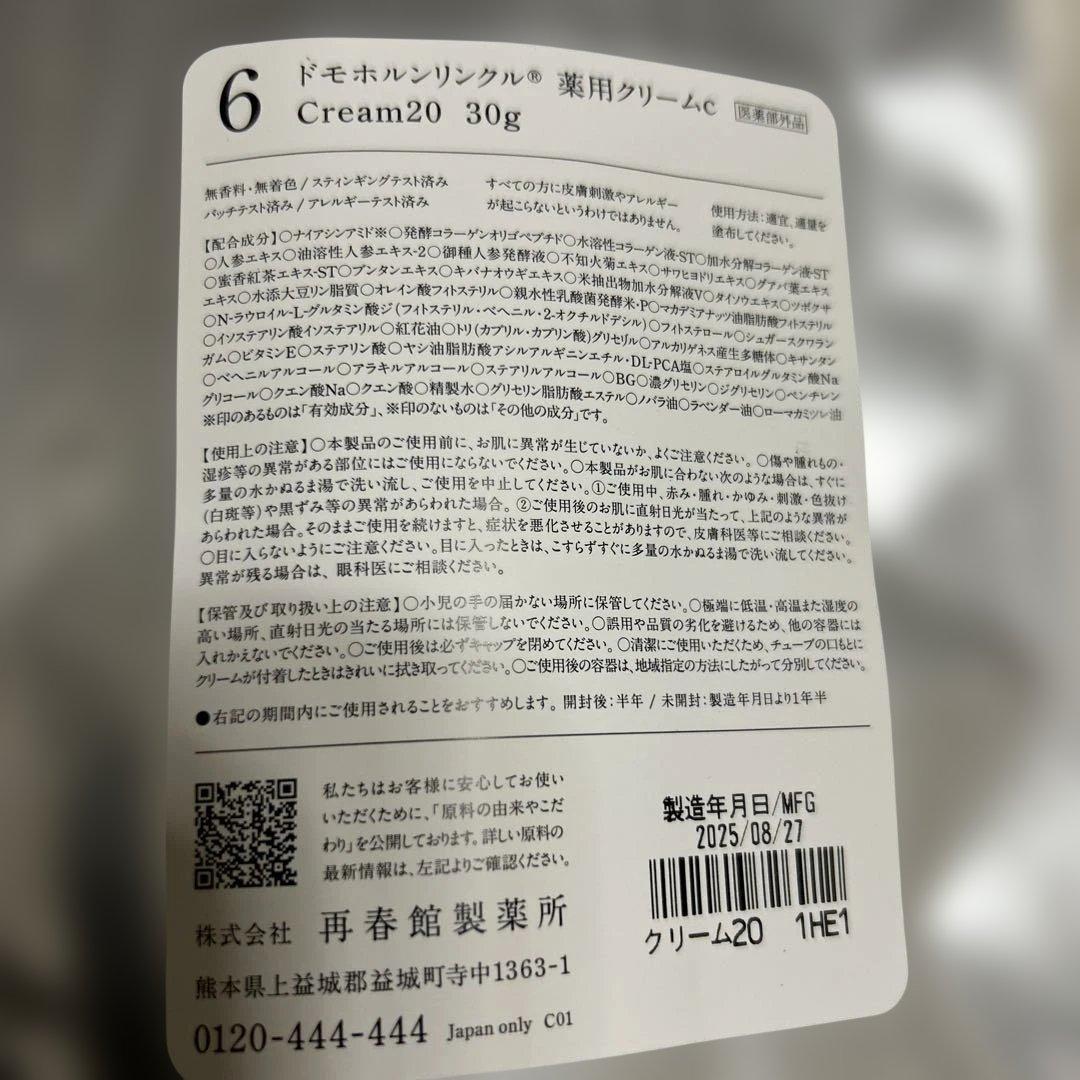 6
ドモホルンリンクル® 薬用クリームC 医薬部外品
Cream20 30g
無香料・無着色 / スティンギングテスト済み
パッチテスト済み / アレルギーテスト済み
すべての方に皮膚刺激やアレルギー
が起こらないというわけではありません。
使用方法:適宜、適量を
塗布してください。
【配合成分】○ナイアシンアミド※○発酵コラーゲンオリゴペプチド○水溶性コラーゲン液-ST○加水分解コラーゲン液-ST
○人参エキス○油溶性人参エキス-2○御種人参発酵液○不知火菊エキス○サワヒヨドリエキス○グアバ葉エキス
○蜜香紅茶エキス-ST○ブンタンエキス○キバナオウギエキス○米抽出物加水分解液V○ダイソウエキス○ツボクサ
エキス○水添大豆リン脂質○オレイン酸フィトステリル○親水性乳酸菌発酵米・P○マカデミアナッツ油脂肪酸フィトステリル
○N-ラウロイル-L-グルタミン酸ジ(フィトステリル・ベヘニル・2-オクチルドデシル)○フィトステロール○シュガースクワラン
○イソステアリン酸イソステアリル○紅花油○トリ(カプリル・カプリン酸)グリセリル○アルカリゲネス産生多糖体○キサンタン
ガム○ビタミンE○ステアリン酸○ヤシ油脂肪酸アシルアルギニンエチル・DL-PCA塩○ステアロイルグルタミン酸Na
○ベヘニルアルコール○アラキルアルコール○ステアリルアルコール○BG○濃グリセリン○ジグリセリン○ペンチレン
グリコール○クエン酸Na○クエン酸○精製水○グリセリン脂肪酸エステル○ノバラ油○ラベンダー油○ローマカミツレ油
※印のあるものは「有効成分」、※印のないものは「その他の成分」です。
【使用上の注意】○本製品のご使用前に、お肌に異常が生じていないか、よくご注意ください。○傷や腫れもの・
湿疹等の異常がある部位にはご使用にならないでください。○本製品がお肌に合わない次のような場合は、すぐに
多量の水かぬるま湯で洗い流し、ご使用を中止してください。①ご使用中、赤み・腫れ・かゆみ・刺激・色抜け
(白斑等)や黒ずみ等の異常があらわれた場合。②ご使用後のお肌に直射日光が当たって、上記のような異常が
あらわれた場合。そのままご使用を続けますと、症状を悪化させることがありますので、皮膚科医等にご相談ください。
○目に入らないようにご注意ください。目に入ったときは、こすらずすぐに多量の水かぬるま湯で洗い流してください。
異常が残る場合は、眼科医にご相談ください。
【保管及び取り扱い上の注意】○小児の手の届かない場所に保管してください。○極端に低温・高温また湿度の
高い場所、直射日光の当たる場所には保管しないでください。○誤用や品質の劣化を避けるため、他の容器には
入れかえないでください。○ご使用後は必ずキャップを閉めてください。○清潔にご使用いただくため、チューブの口もとに
クリームが付着したときはきれいに拭き取ってください。○ご使用後の容器は、地域指定の方法にしたがって分別してください。
●右記の期間内にご使用されることをおすすめします。開封後:半年 / 未開封:製造年月日より1年半
私たちはお客様に安心してお使い
いただくために、「原料の由来やこだ
わり」を公開しております。詳しい原料の
最新情報は、左記よりご確認ください。
製造年月日/MFG
2025/08/27
クリーム20 1HE1
株式会社 再春館製薬所
熊本県上益城郡益城町寺中1363-1
0120-444-444 Japan only C01